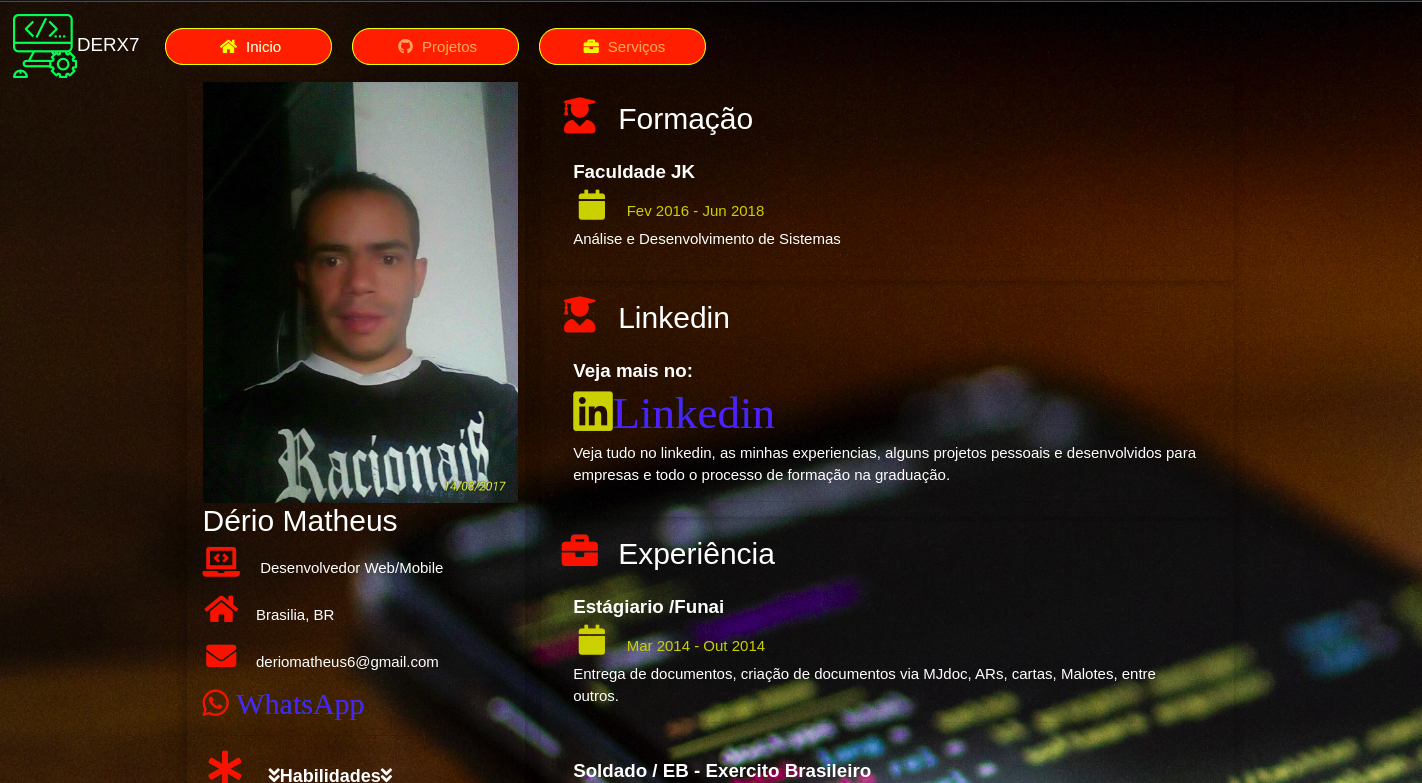 DERX7
Inicio
Projetos
Serviços
Racionais
14/08/2017
Dério Matheus
Desenvolvedor Web/Mobile
Brasilia, BR
deriomatheus6@gmail.com
WhatsApp
Habilidades
Formação
Faculdade JK
Fev 2016 - Jun 2018
Análise e Desenvolvimento de Sistemas
Linkedin
Veja mais no:
Linkedin
Veja tudo no linkedin, as minhas experiencias, alguns projetos pessoais e desenvolvidos para
empresas e todo o processo de formação na graduação.
Experiência
Estágiario /Funai
Mar 2014 - Out 2014
Entrega de documentos, criação de documentos via MJdoc, ARs, cartas, Malotes, entre
outros.
Soldado / EB - Exercito Brasileiro